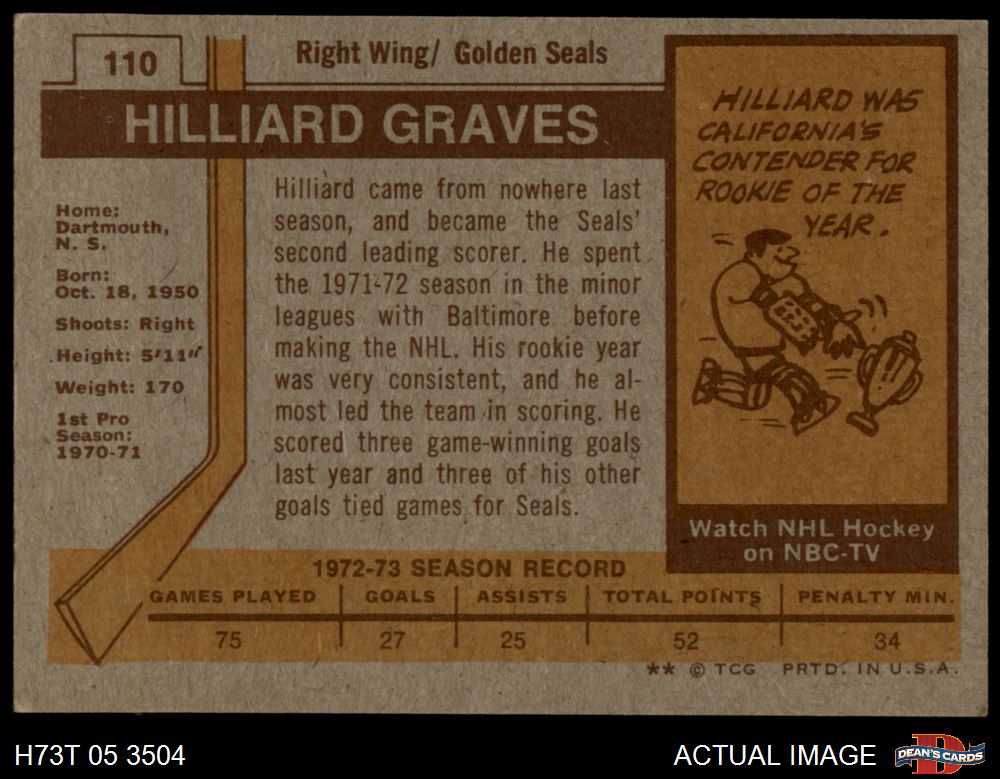 110
Right Wing/ Golden Seals
HILLIARD GRAVES
Home:
Dartmouth,
N. S.
Born:
Oct. 18, 1950
Shoots: Right
Height: 5'11"
Weight: 170
1st Pro
Season:
1970-71
Hilliard came from nowhere last
season, and became the Seals'
second leading scorer. He spent
the 1971-72 season in the minor
leagues with Baltimore before
making the NHL. His rookie year
was very consistent, and he al-
most led the team in scoring. He
scored three game-winning goals
last year and three of his other
goals tied games for Seals.
HILLIARD WAS
CALIFORNIA'S
CONTENDER FOR
ROOKIE OF THE
YEAR.
Watch NHL Hockey
on NBC-TV
1972-73 SEASON RECORD
GAMES PLAYED GOALS ASSISTS TOTAL POINTS PENALTY MIN.
75 27 25 52 34
** © TCG PRTD. IN U.S.A.
H73T 05 3504 ACTUAL IMAGE DEAN'S CARDS